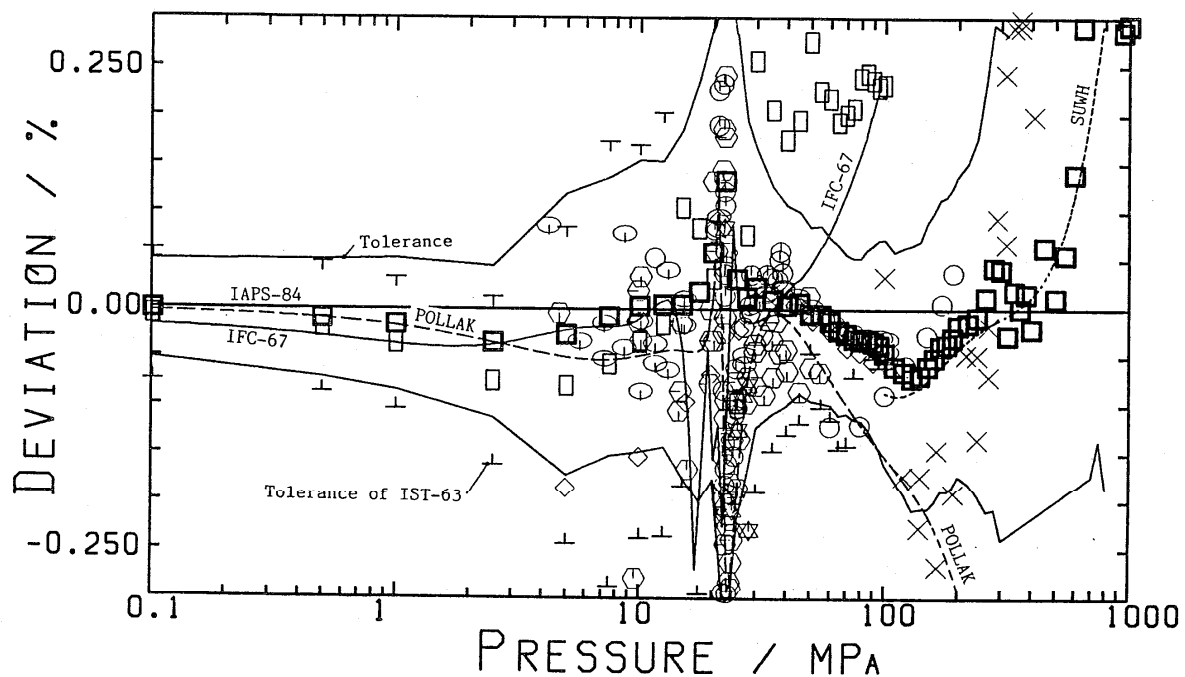 0.250
SUWH
IFC-67
Tolerance
IAPS-84
0.00
POLLAK
IFC-67
Tolerance of IST-63
-0.250
POLLAK
0.1
1
10
100
1000
DEVIATION / %
PRESSURE / MPA